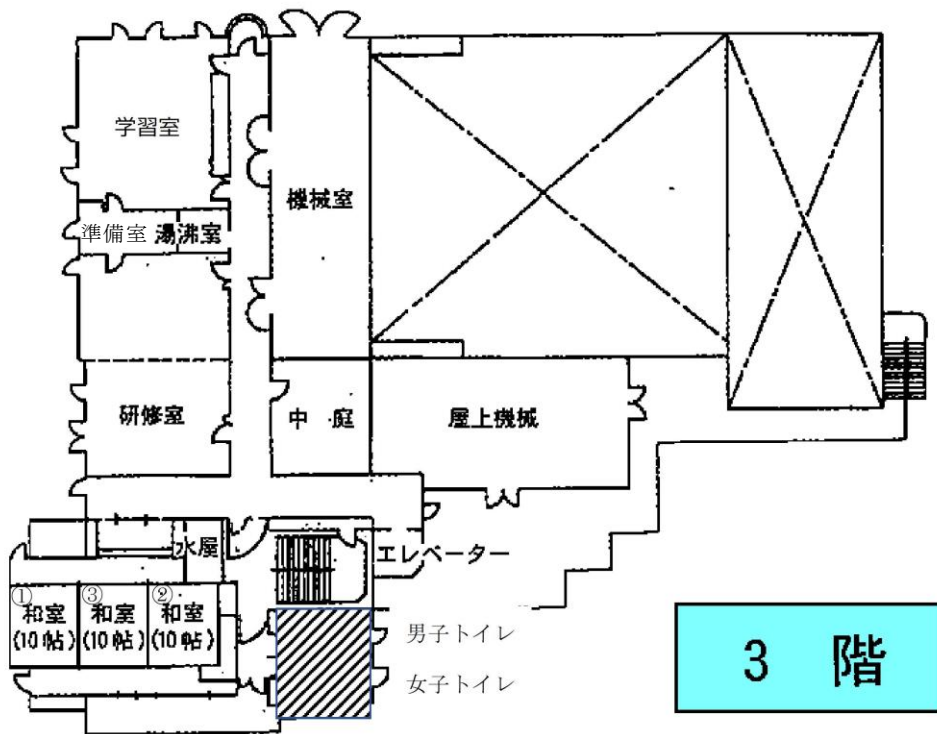 学習室
機械室
準備室
湯沸室
研修室
中 庭
屋上機械
水屋
エレベーター
① ③ ②
和室 和室 和室
(10帖) (10帖) (10帖)
男子トイレ
女子トイレ
3 階